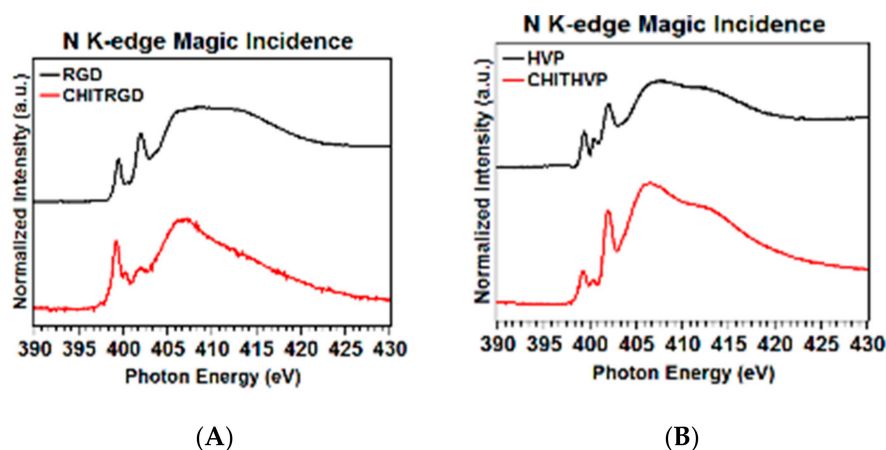 N K-edge Magic Incidence
RGD
CHITRGD
Normalized Intensity (a.u.)
390 395 400 405 410 415 420 425 430
Photon Energy (eV)
(A)
N K-edge Magic Incidence
HVP
CHITHVP
Normalized Intensity (a.u.)
390 395 400 405 410 415 420 425 430
Photon Energy (eV)
(B)